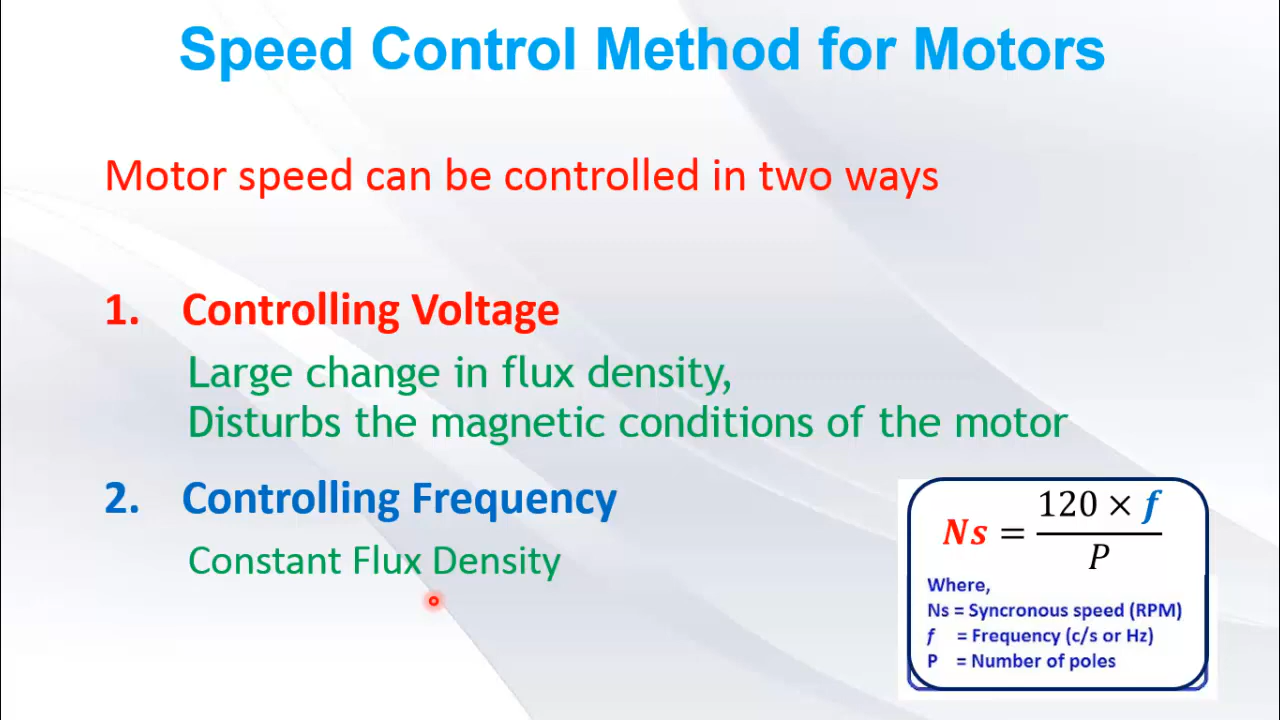 Speed Control Method for Motors
Motor speed can be controlled in two ways
1. Controlling Voltage
Large change in flux density,
Disturbs the magnetic conditions of the motor
2. Controlling Frequency
Constant Flux Density
Ns = 120 × f / P
Where,
Ns = Syncronous speed (RPM)
f = Frequency (c/s or Hz)
P = Number of poles